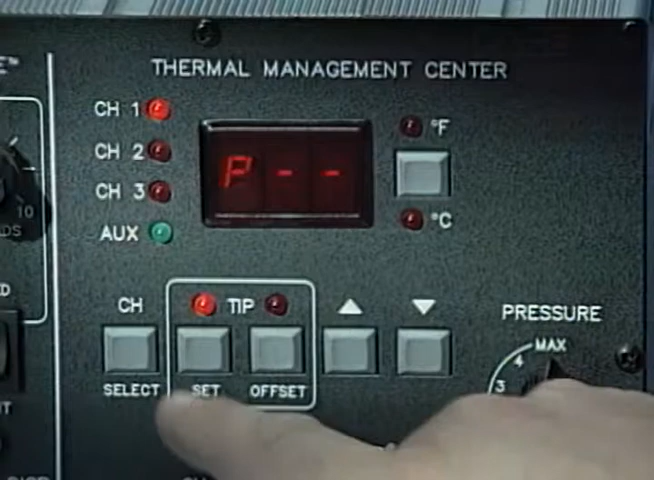 THERMAL MANAGEMENT CENTER
CH 1
CH 2
CH 3
AUX
P - -
°F
°C
CH
TIP
SELECT
SET
OFFSET
PRESSURE
MAX
4
3
10